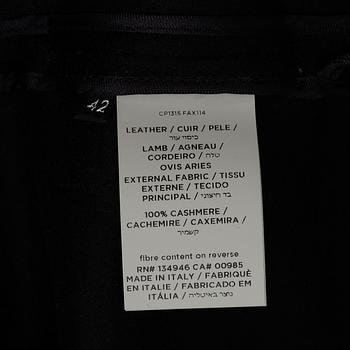 42
CP1315 FAX114
LEATHER / CUIR / PELE /
כיסוי עור
LAMB / AGNEAU /
CORDEIRO / טלה
OVIS ARIES
EXTERNAL FABRIC / TISSU
EXTERNE / TECIDO
PRINCIPAL / בד חיצוני
100% CASHMERE /
CACHEMIRE / CAXEMIRA /
קשמיר
fibre content on reverse
RN# 134946 CA# 00985
MADE IN ITALY / FABRIQUÉ
EN ITALIE / FABRICADO EM
ITÁLIA / נוצר באיטליה